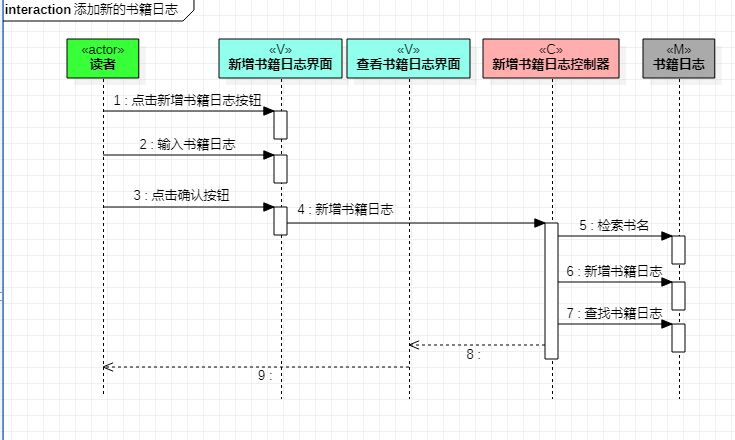 interaction 添加新的书籍日志
«actor»
读者
«V»
新增书籍日志界面
«V»
查看书籍日志界面
«C»
新增书籍日志控制器
«M»
书籍日志
1 : 点击新增书籍日志按钮
2 : 输入书籍日志
3 : 点击确认按钮
4 : 新增书籍日志
5 : 检索书名
6 : 新增书籍日志
7 : 查找书籍日志
8 :
9 :